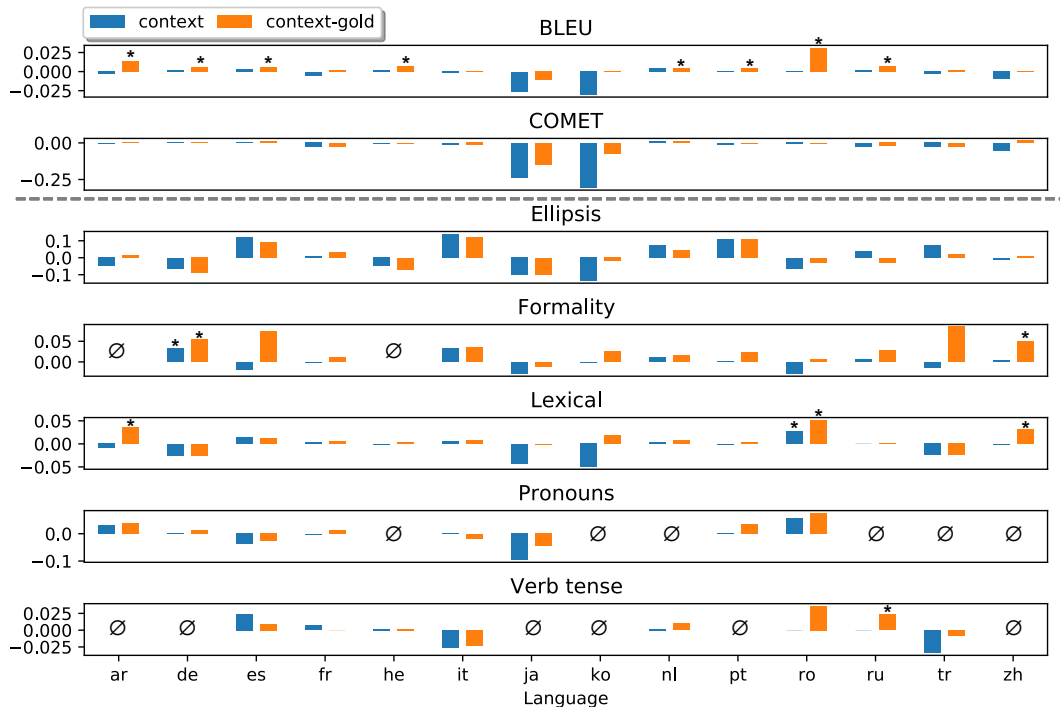 context context-gold
BLEU
0.025 * * * * * * * *
0.000
−0.025
COMET
0.00
−0.25
Ellipsis
0.1
0.0
−0.1
Formality
0.05 * * *
0.00 ∅ ∅
Lexical
0.05 * * * *
0.00
−0.05
Pronouns
0.0 ∅ ∅ ∅ ∅ ∅ ∅
−0.1
Verb tense
0.025 *
0.000 ∅ ∅ ∅ ∅ ∅ ∅
−0.025
ar de es fr he it ja ko nl pt ro ru tr zh
Language